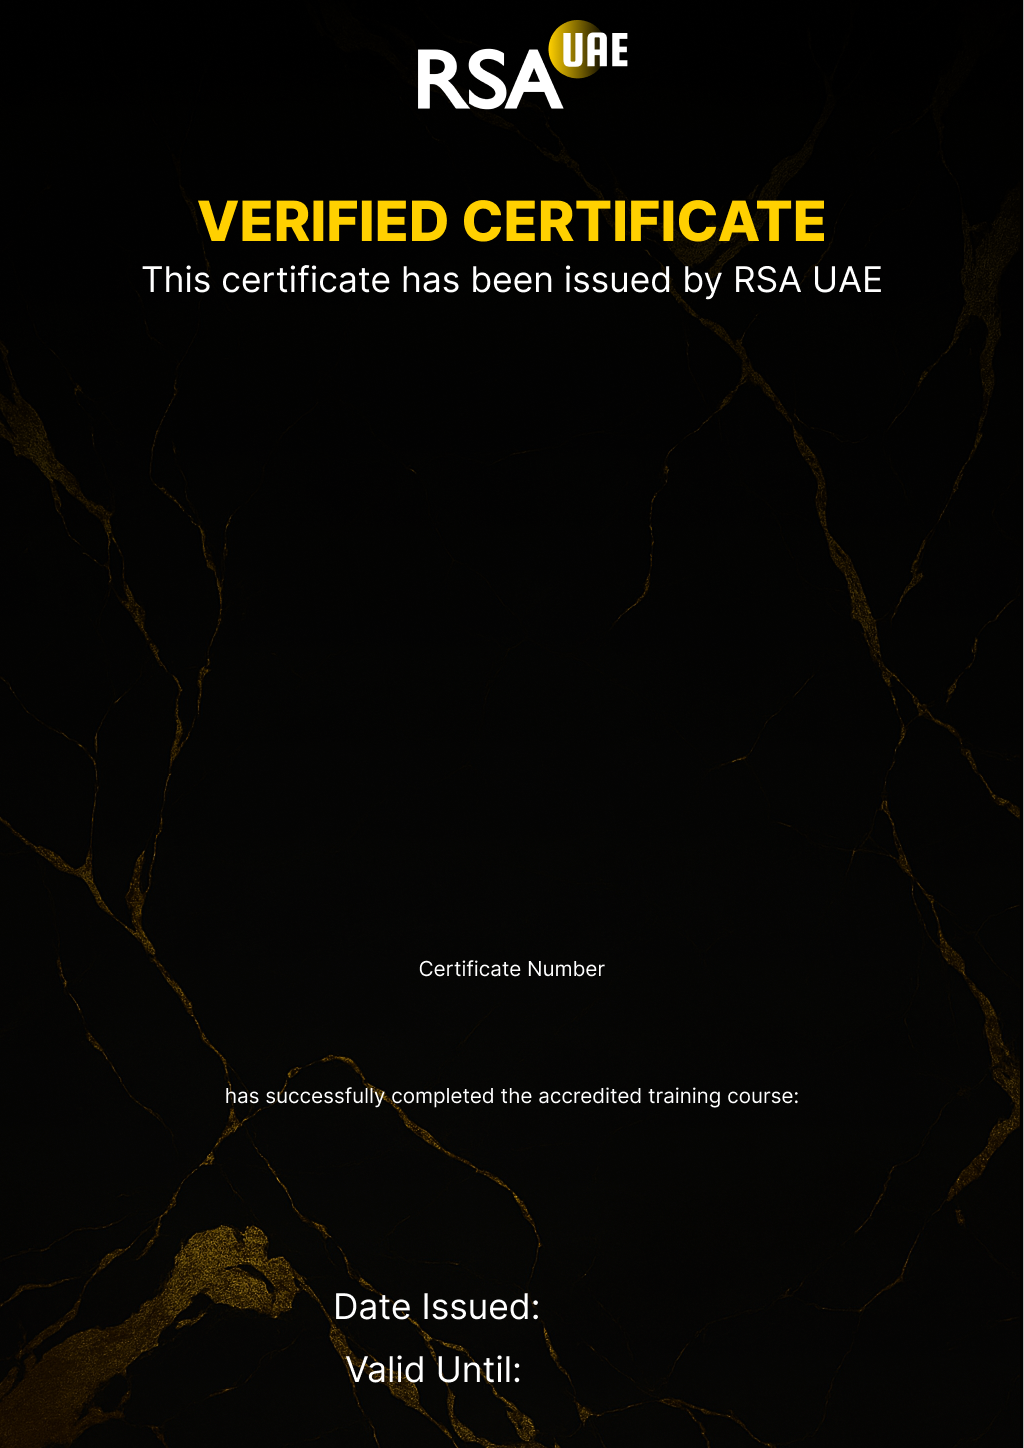 RSA UAE
VERIFIED CERTIFICATE
This certificate has been issued by RSA UAE
Certificate Number
has successfully completed the accredited training course:
Date Issued:
Valid Until: